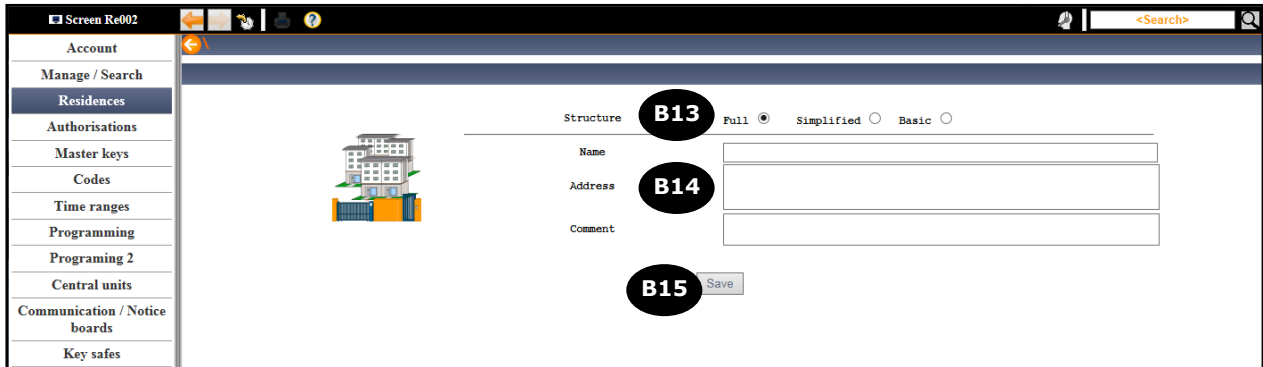 Screen Re002
?
<Search>
Account
Manage / Search
Residences
Authorisations
Master keys
Codes
Time ranges
Programming
Programing 2
Central units
Communication / Notice
boards
Key safes
\
Structure B13 Full Simplified Basic
Name
Address B14
Comment
B15 Save